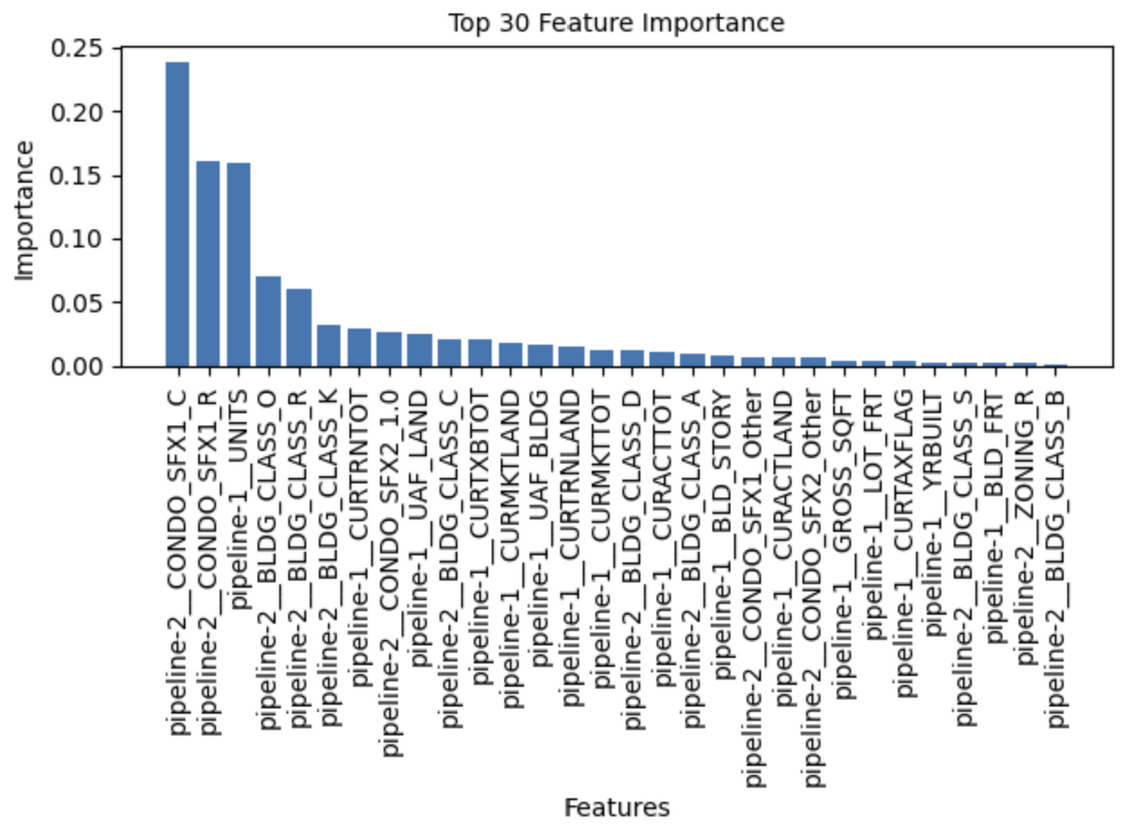 Top 30 Feature Importance
Importance
0.25
0.20
0.15
0.10
0.05
0.00
pipeline-2__CONDO_SFX1_C
pipeline-2__CONDO_SFX1_R
pipeline-1__UNITS
pipeline-2__BLDG_CLASS_O
pipeline-2__BLDG_CLASS_R
pipeline-2__BLDG_CLASS_K
pipeline-1__CURTRNTOT
pipeline-2__CONDO_SFX2_1.0
pipeline-1__UAF_LAND
pipeline-2__BLDG_CLASS_C
pipeline-1__CURTXBTOT
pipeline-1__CURMKTLAND
pipeline-1__UAF_BLDG
pipeline-1__CURTRNLAND
pipeline-1__CURMKTTOT
pipeline-2__BLDG_CLASS_D
pipeline-1__CURACTTOT
pipeline-2__BLDG_CLASS_A
pipeline-1__BLD_STORY
pipeline-2__CONDO_SFX1_Other
pipeline-1__CURACTLAND
pipeline-2__CONDO_SFX2_Other
pipeline-1__GROSS_SQFT
pipeline-1__LOT_FRT
pipeline-1__CURTAXFLAG
pipeline-1__YRBUILT
pipeline-2__BLDG_CLASS_S
pipeline-1__BLD_FRT
pipeline-2__ZONING_R
pipeline-2__BLDG_CLASS_B
Features